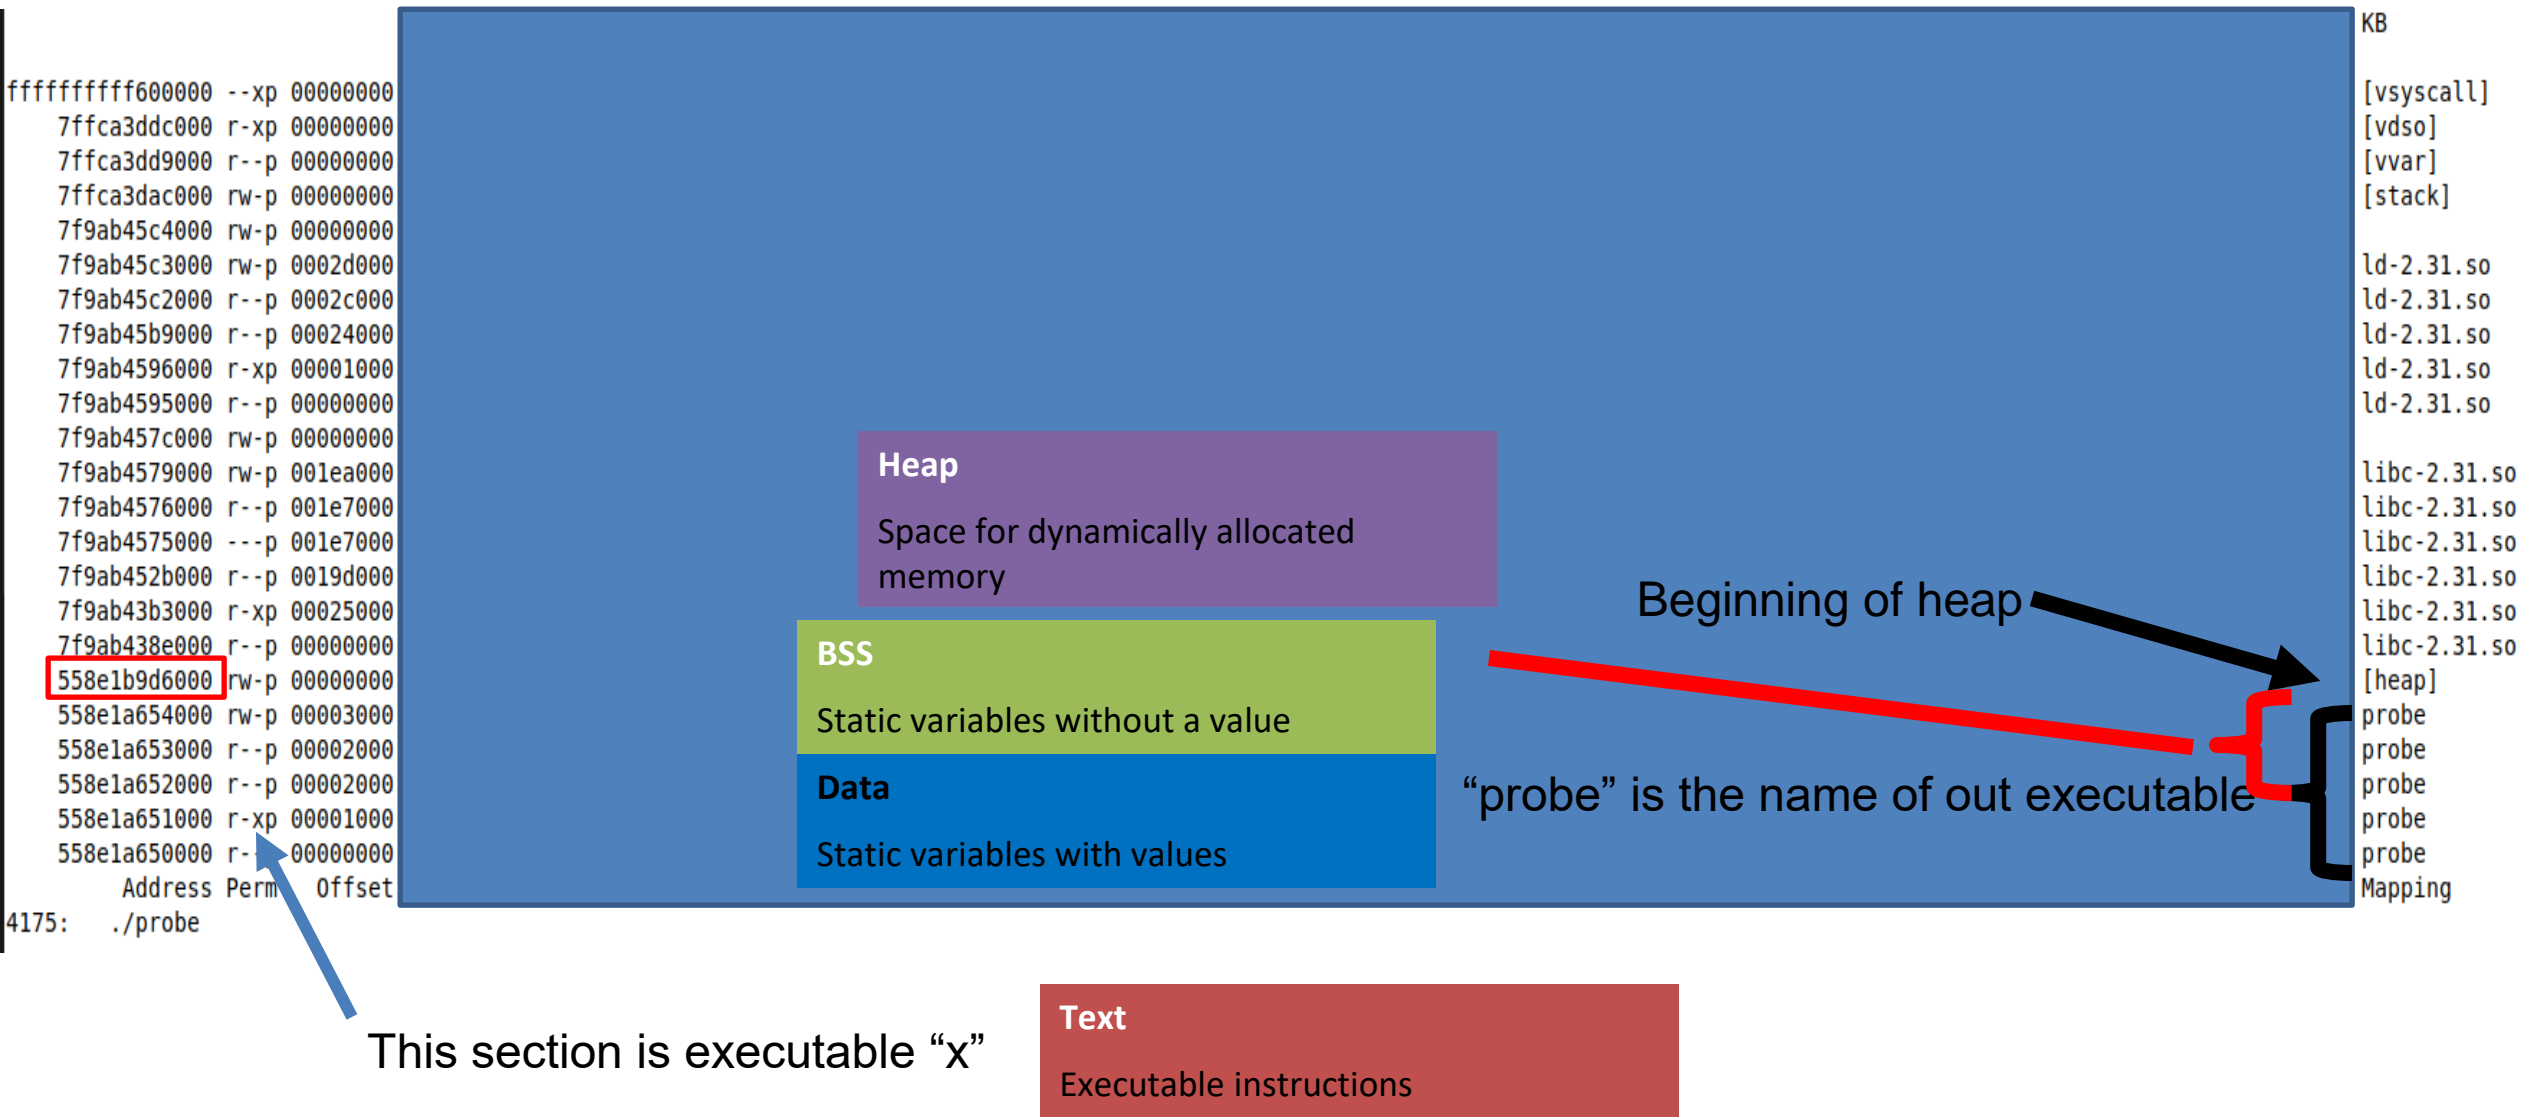 KB
ffffffffff600000 --xp 00000000 [vsyscall]
7ffca3ddc000 r-xp 00000000 [vdso]
7ffca3dd9000 r--p 00000000 [vvar]
7ffca3dac000 rw-p 00000000 [stack]
7f9ab45c4000 rw-p 00000000
7f9ab45c3000 rw-p 0002d000 ld-2.31.so
7f9ab45c2000 r--p 0002c000 ld-2.31.so
7f9ab45b9000 r--p 00024000 ld-2.31.so
7f9ab4596000 r-xp 00001000 ld-2.31.so
7f9ab4595000 r--p 00000000 ld-2.31.so
7f9ab457c000 rw-p 00000000
7f9ab4579000 rw-p 001ea000 libc-2.31.so
7f9ab4576000 r--p 001e7000 libc-2.31.so
7f9ab4575000 ---p 001e7000 libc-2.31.so
7f9ab452b000 r--p 0019d000 libc-2.31.so
7f9ab43b3000 r-xp 00025000 libc-2.31.so
7f9ab438e000 r--p 00000000 libc-2.31.so
558e1b9d6000 rw-p 00000000 [heap]
558e1a654000 rw-p 00003000 probe
558e1a653000 r--p 00002000 probe
558e1a652000 r--p 00002000 probe
558e1a651000 r-xp 00001000 probe
558e1a650000 r-- 00000000 probe
Address Perm Offset Mapping
4175: ./probe
Heap
Space for dynamically allocated
memory
Beginning of heap
BSS
Static variables without a value
Data
Static variables with values
“probe” is the name of out executable
This section is executable “x”
Text
Executable instructions